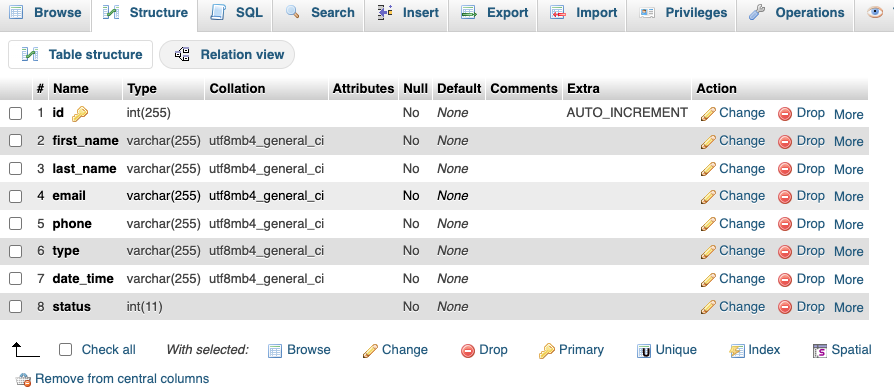 Browse Structure SQL Search Insert Export Import Privileges Operations
Table structure Relation view
# Name Type Collation Attributes Null Default Comments Extra Action
1 id int(255) No None AUTO_INCREMENT Change Drop More
2 first_name varchar(255) utf8mb4_general_ci No None Change Drop More
3 last_name varchar(255) utf8mb4_general_ci No None Change Drop More
4 email varchar(255) utf8mb4_general_ci No None Change Drop More
5 phone varchar(255) utf8mb4_general_ci No None Change Drop More
6 type varchar(255) utf8mb4_general_ci No None Change Drop More
7 date_time varchar(255) utf8mb4_general_ci No None Change Drop More
8 status int(11) No None Change Drop More
Check all With selected: Browse Change Drop Primary Unique Index Spatial
Remove from central columns